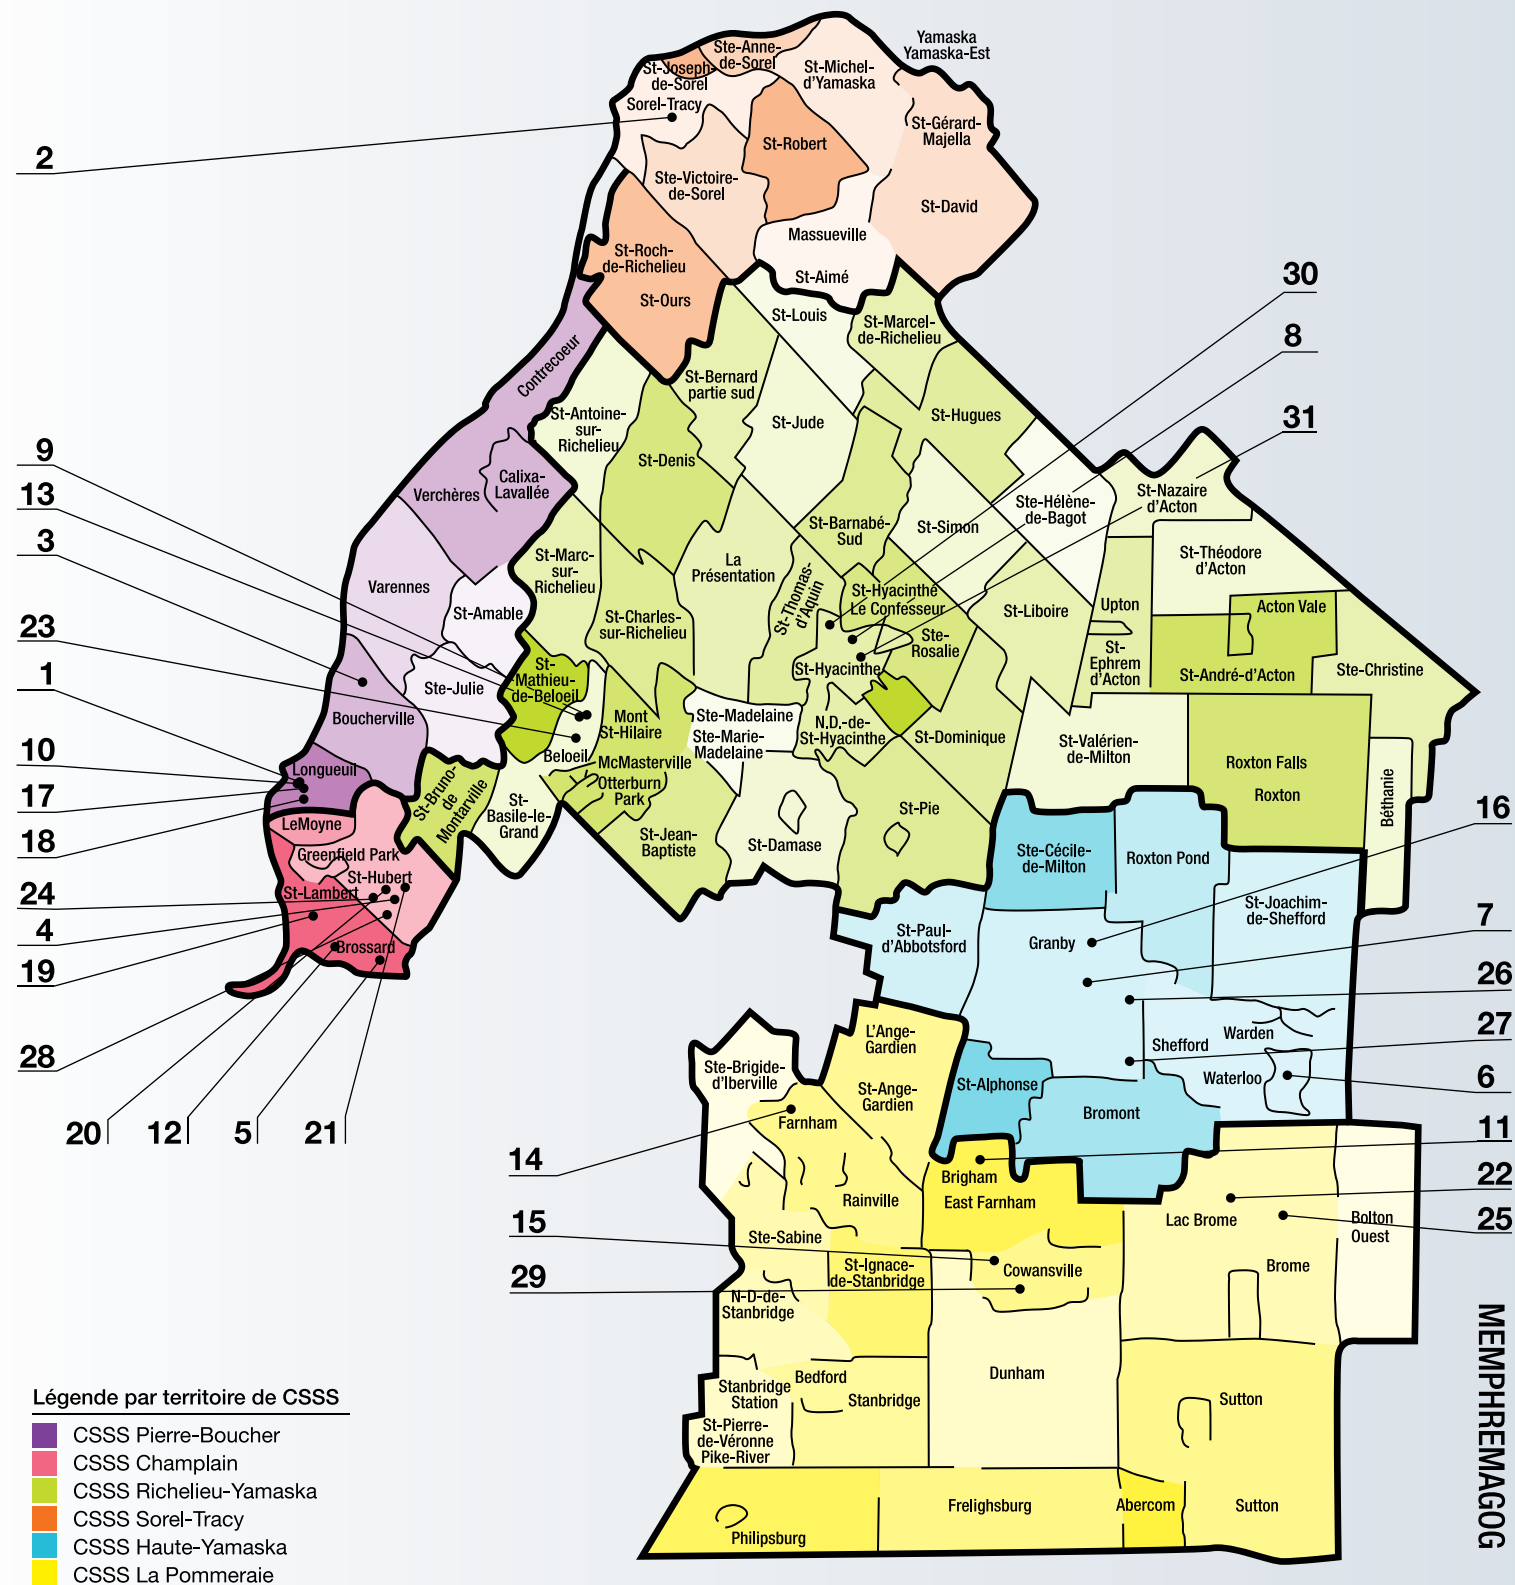 Yamaska
Yamaska-Est
Ste-Anne-
de-Sorel
St-Joseph-
de-Sorel
St-Michel-
d'Yamaska
Sorel-Tracy
St-Gérard-
Majella
St-Robert
2
Ste-Victoire-
de-Sorel
St-David
Massueville
St-Roch-
de-Richelieu
St-Aimé
St-Ours
30
St-Louis
St-Marcel-
de-Richelieu
8
Contrecoeur
St-Bernard
partie sud
St-Antoine-
sur-
Richelieu
St-Jude
St-Hugues
31
9
St-Denis
13
Calixa-
Lavallée
Verchères
St-Nazaire
d'Acton
Ste-Hélène-
de-Bagot
St-Barnabé-
Sud
St-Simon
3
St-Marc-
sur-
Richelieu
La
Présentation
St-Théodore
d'Acton
Varennes
St-Amable
St-Thomas-
d'Aquin
St-Hyacinthe
Le Confesseur
St-Charles-
sur-Richelieu
St-Liboire
Upton
Acton Vale
23
Ste-
Rosalie
St-
Ephrem
d'Acton
St-André-d'Acton
Ste-Christine
St-
Mathieu-
de-Beloeil
St-Hyacinthe
1
Ste-Julie
Boucherville
Mont
St-Hilaire
Ste-Madelaine
Ste-Marie-
Madelaine
N.D.-de-
St-Hyacinthe
St-Dominique
St-Valérien-
de-Milton
10
Beloeil
McMasterville
Otterburn
Park
Roxton Falls
Roxton
Longueuil
17
St-Bruno-
de
Montarville
St-
Basile-le-
Grand
St-Pie
Béthanie
16
18
LeMoyne
St-Jean-
Baptiste
St-Damase
Greenfield Park
Ste-Cécile-
de-Milton
Roxton Pond
St-Hubert
24
St-Lambert
St-Joachim-
de-Shefford
7
4
Brossard
St-Paul-
d'Abbotsford
Granby
19
26
28
L'Ange-
Gardien
Warden
Shefford
27
Ste-Brigide-
d'Iberville
St-Ange-
Gardien
St-Alphonse
Waterloo
6
Farnham
Bromont
20
12
5
21
11
14
Brigham
22
Rainville
East Farnham
15
Lac Brome
Bolton
Ouest
25
Ste-Sabine
29
St-Ignace-
de-Stanbridge
Cowansville
Brome
N-D-de-
Stanbridge
MEMPHREMAGOG
Dunham
Bedford
Stanbridge
Station
Stanbridge
Sutton
St-Pierre-
de-Véronne
Pike-River
Philipsburg
Frelighsburg
Abercom
Sutton
Légende par territoire de CSSS
CSSS Pierre-Boucher
CSSS Champlain
CSSS Richelieu-Yamaska
CSSS Sorel-Tracy
CSSS Haute-Yamaska
CSSS La Pommeraie